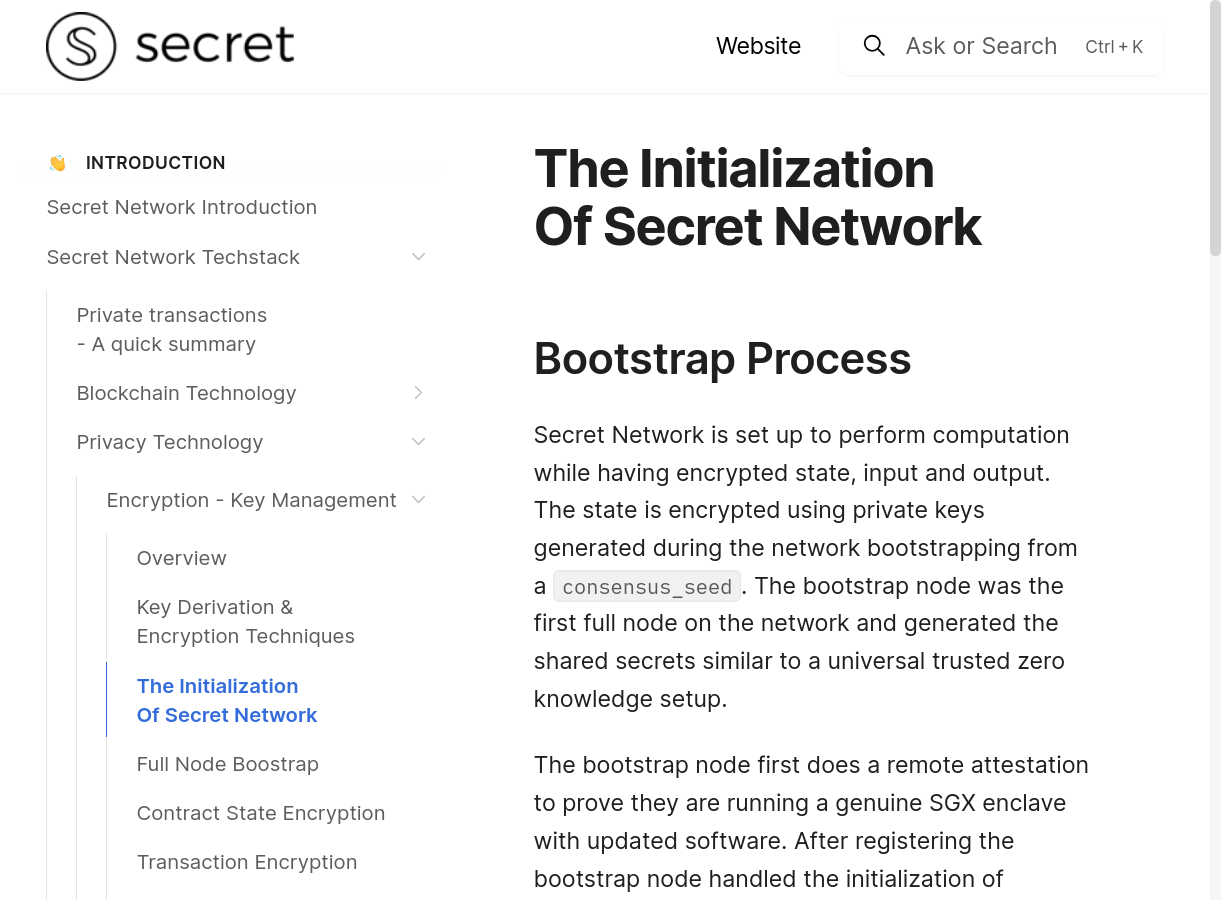 secret
Website
Ask or Search Ctrl + K
INTRODUCTION
Secret Network Introduction
Secret Network Techstack
Private transactions
- A quick summary
Blockchain Technology
Privacy Technology
Encryption - Key Management
Overview
Key Derivation &
Encryption Techniques
The Initialization
Of Secret Network
Full Node Boostrap
Contract State Encryption
Transaction Encryption
The Initialization
Of Secret Network
Bootstrap Process
Secret Network is set up to perform computation
while having encrypted state, input and output.
The state is encrypted using private keys
generated during the network bootstrapping from
a consensus_seed. The bootstrap node was the
first full node on the network and generated the
shared secrets similar to a universal trusted zero
knowledge setup.
The bootstrap node first does a remote attestation
to prove they are running a genuine SGX enclave
with updated software. After registering the
bootstrap node handled the initialization of